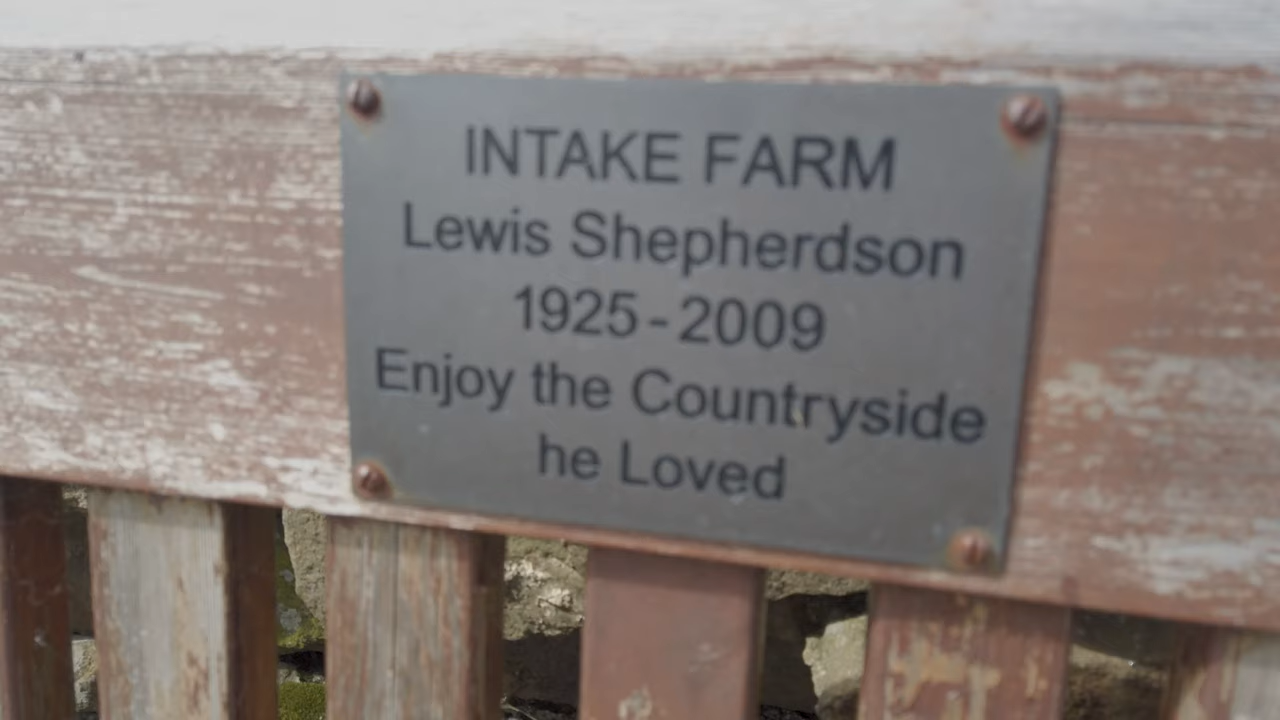 INTAKE FARM
Lewis Shepherdson
1925-2009
Enjoy the Countryside
he Loved